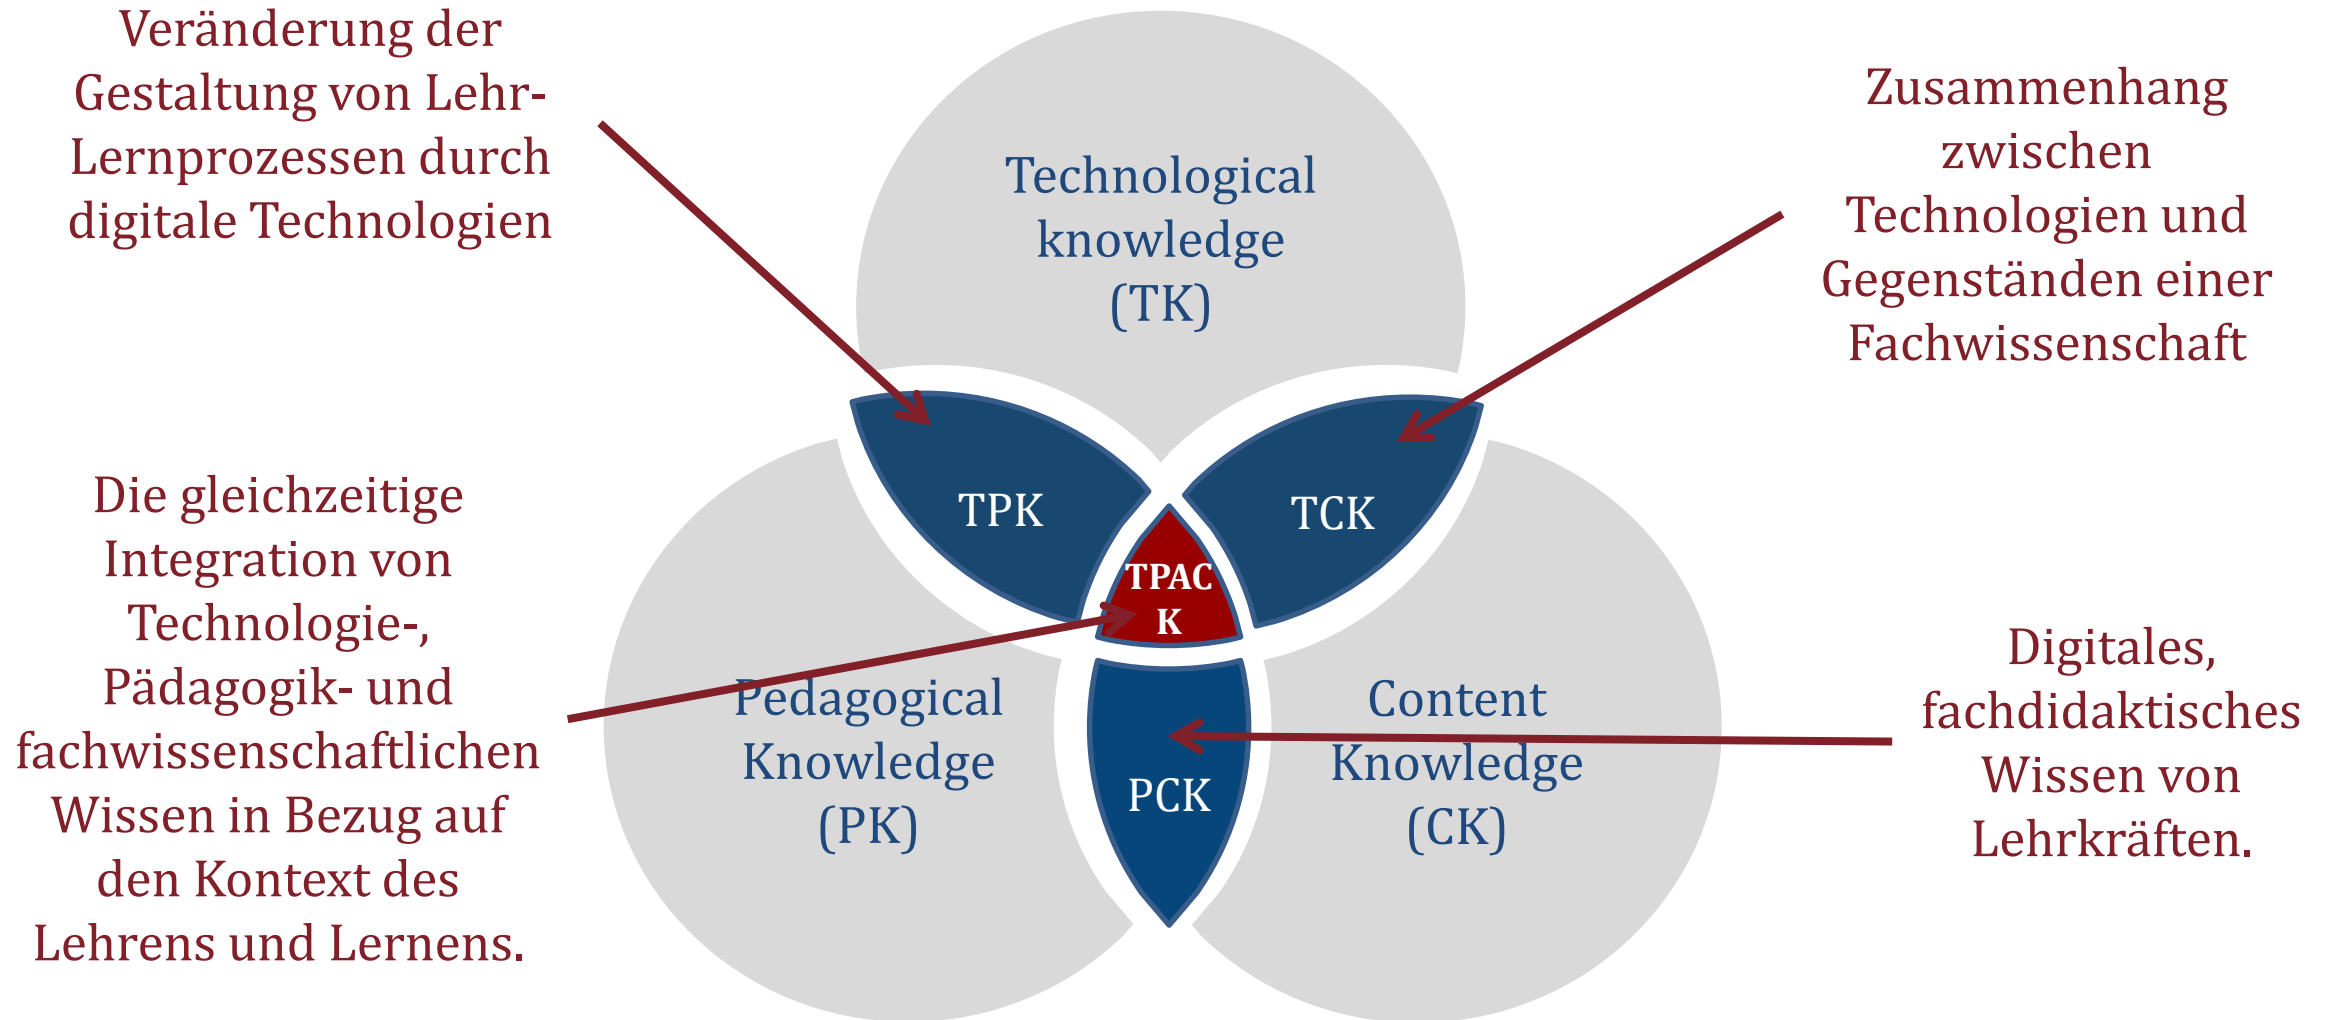 Veränderung der
Gestaltung von Lehr-
Lernprozessen durch
digitale Technologien
Technological
knowledge
(TK)
Zusammenhang
zwischen
Technologien und
Gegenständen einer
Fachwissenschaft
TPK
TCK
TPAC
K
Die gleichzeitige
Integration von
Technologie-,
Pädagogik- und
fachwissenschaftlichen
Wissen in Bezug auf
den Kontext des
Lehrens und Lernens.
Pedagogical
Knowledge
(PK)
PCK
Content
Knowledge
(CK)
Digitales,
fachdidaktisches
Wissen von
Lehrkräften.